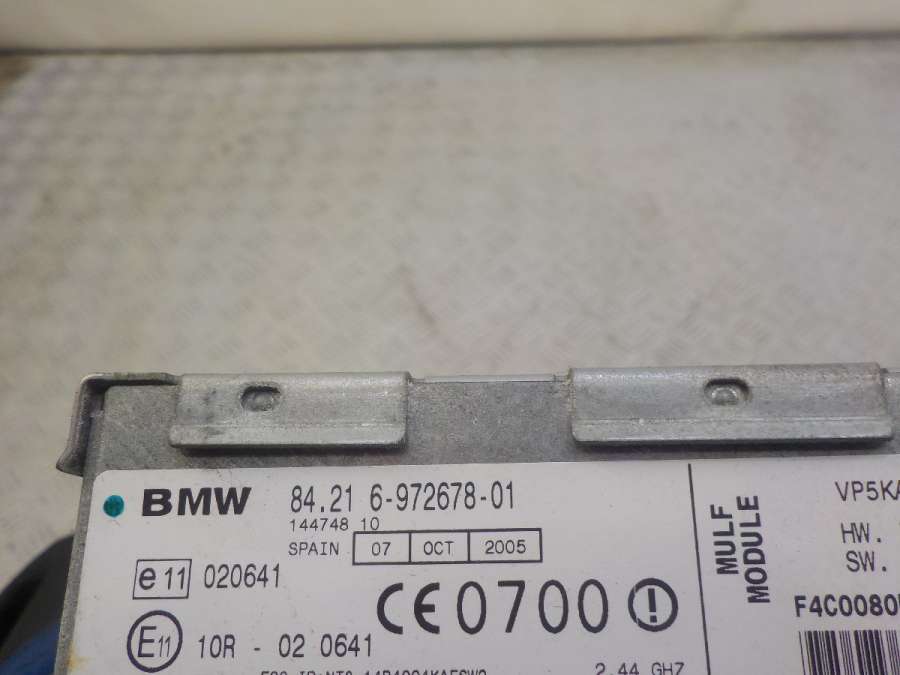 BMW 84.21 6-972678-01
144748 10
SPAIN 07 OCT 2005
e11 020641
CE0700
E11 10R - 02 0641
2.44 GHZ
MULF
MODULE
HW.
SW.